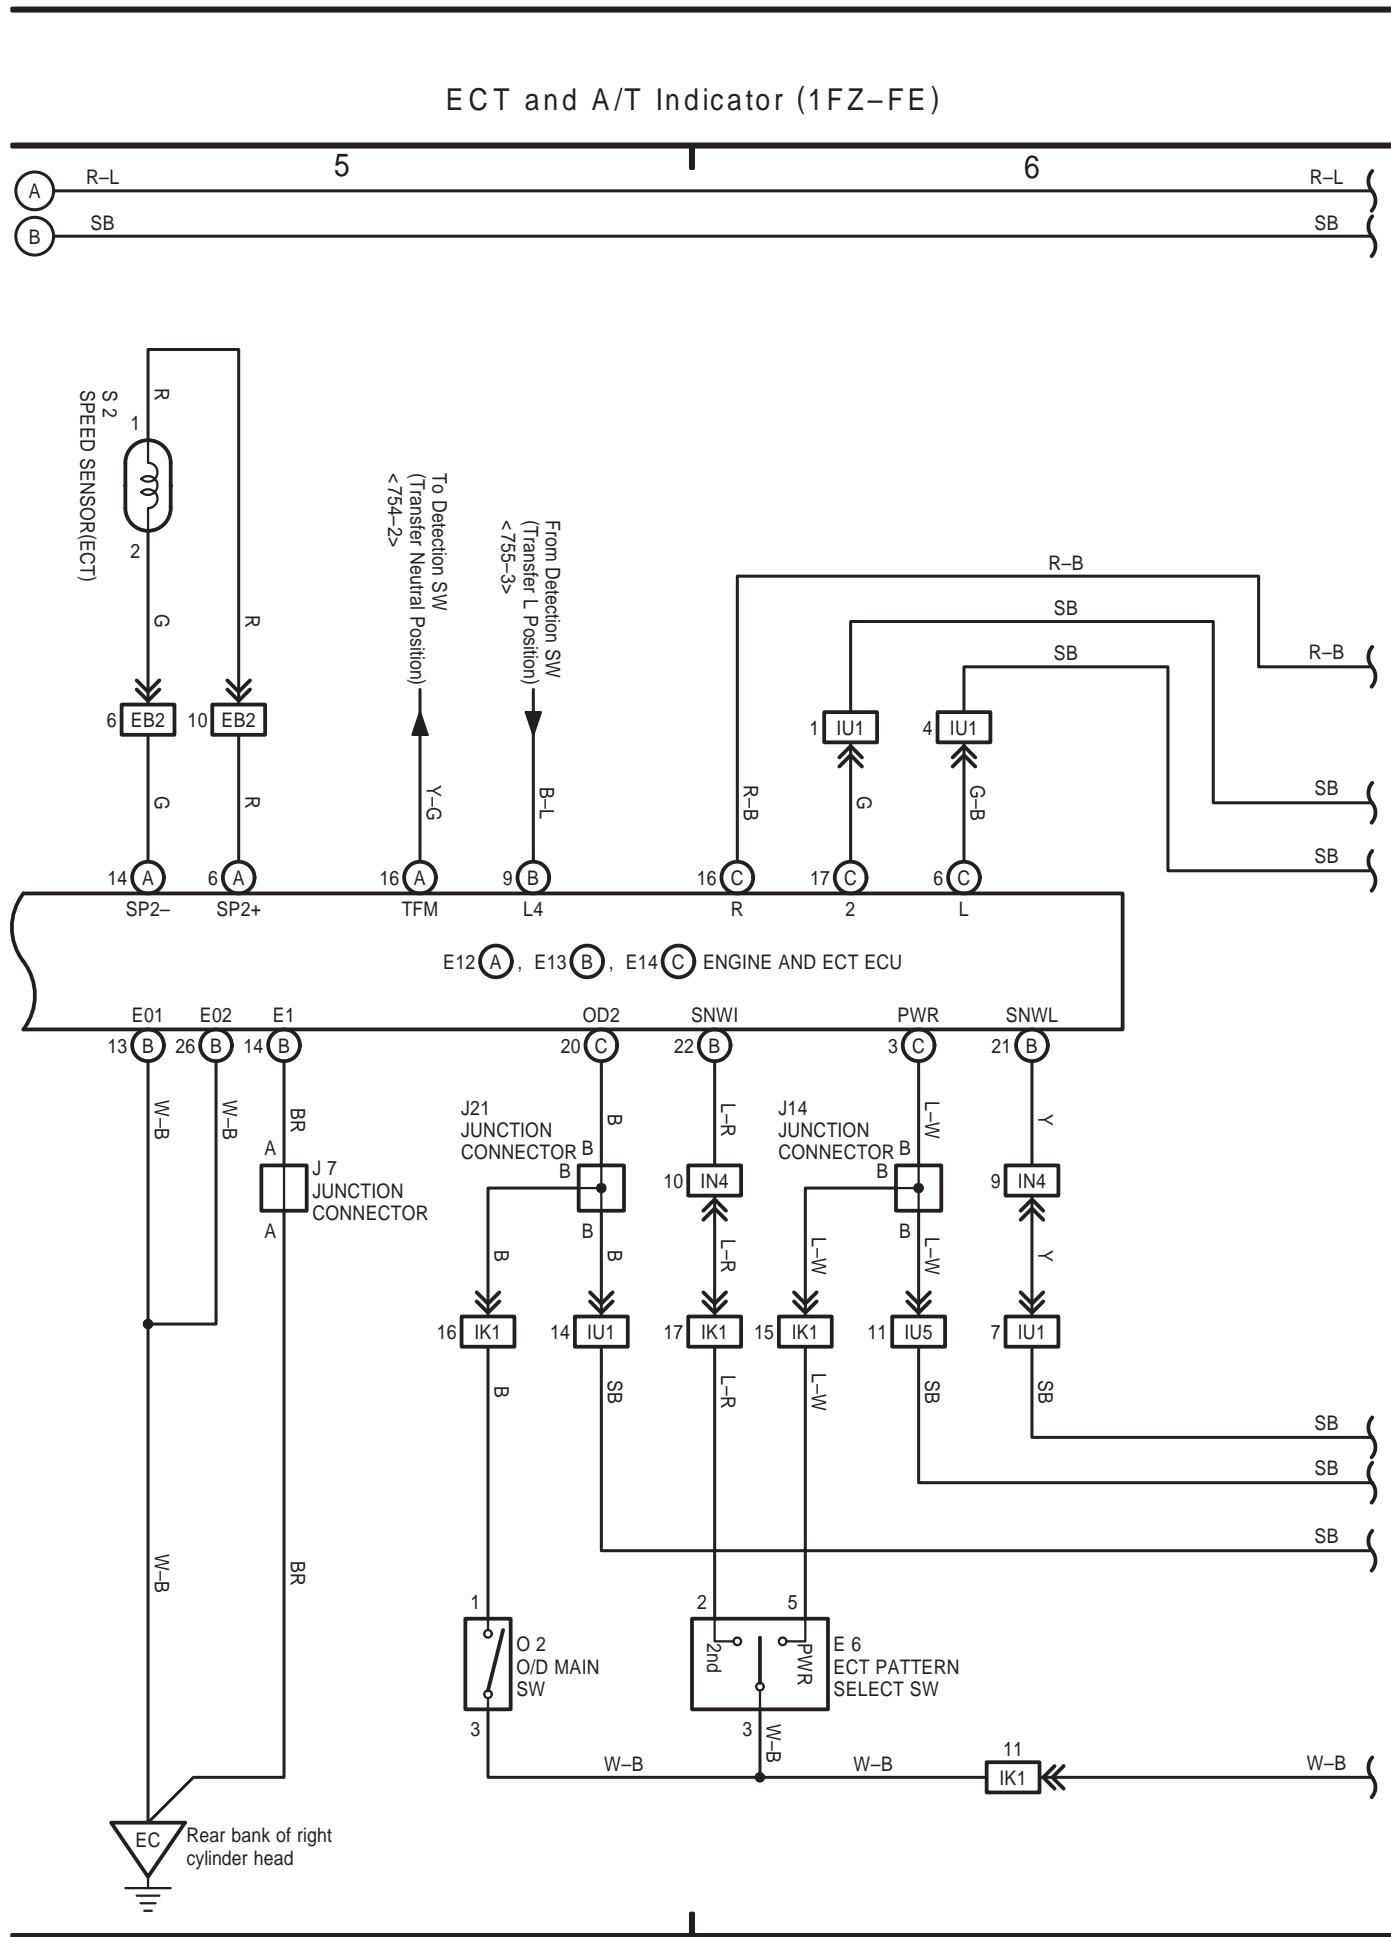 ECT and A/T Indicator (1FZ–FE)
5
6
A
R–L
R–L
B
SB
SB
S 2
SPEED SENSOR(ECT)
R
1
2
G
R
6 EB2
10 EB2
G
R
To Detection SW
(Transfer Neutral Position)
<754–2>
From Detection SW
(Transfer L Position)
<755–3>
Y–G
B–L
R–B
SB
SB
R–B
1 IU1
4 IU1
R–B
G
G–B
SB
SB
14 A
6 A
16 A
9 B
16 C
17 C
6 C
SP2–
SP2+
TFM
L4
R
2
L
E12 A , E13 B , E14 C ENGINE AND ECT ECU
E01
E02
E1
OD2
SNWI
PWR
SNWL
13 B
26 B
14 B
20 C
22 B
3 C
21 B
W–B
W–B
BR
B
L–R
L–W
Y
A
J 7
JUNCTION
CONNECTOR
A
J21
JUNCTION
CONNECTOR
B
B
B
10 IN4
J14
JUNCTION
CONNECTOR
B
B
B
9 IN4
B
B
L–R
L–W
L–W
Y
16 IK1
14 IU1
17 IK1
15 IK1
11 IU5
7 IU1
B
SB
L–R
L–W
SB
SB
SB
SB
SB
W–B
BR
1
O 2
O/D MAIN
SW
3
2
5
2nd
PWR
E 6
ECT PATTERN
SELECT SW
3
W–B
W–B
W–B
11
IK1
W–B
EC
Rear bank of right
cylinder head